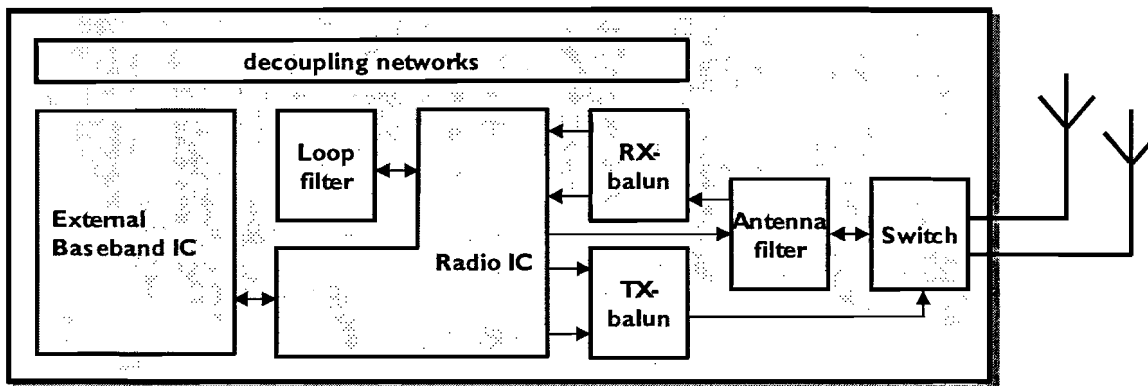 decoupling networks
Loop
filter
RX-
balun
External
Baseband IC
Antenna
filter
Switch
Radio IC
TX-
balun